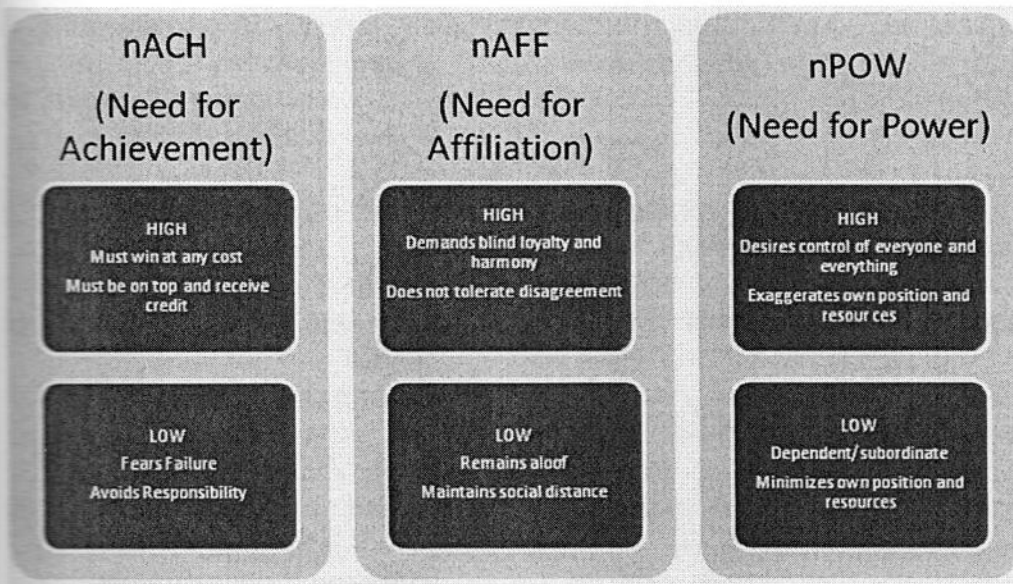 nACH
(Need for
Achievement)
HIGH
Must win at any cost
Must be on top and receive
credit
LOW
Fears Failure
Avoids Responsibility
nAFF
(Need for
Affiliation)
HIGH
Demands blind loyalty and
harmony
Does not tolerate disagreement
LOW
Remains aloof
Maintains social distance
nPOW
(Need for Power)
HIGH
Desires control of everyone and
everything
Exaggerates own position and
resources
LOW
Dependent/subordinate
Minimizes own position and
resources